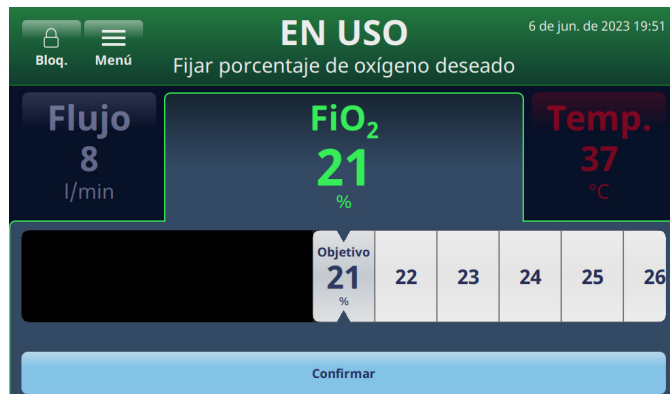 Bloq.
Menú
EN USO
Fijar porcentaje de oxígeno deseado
6 de jun. de 2023 19:51
Flujo
8
l/min
FiO₂
21
%
Temp.
37
°C
Objetivo
21
%
22 23 24 25 26
Confirmar